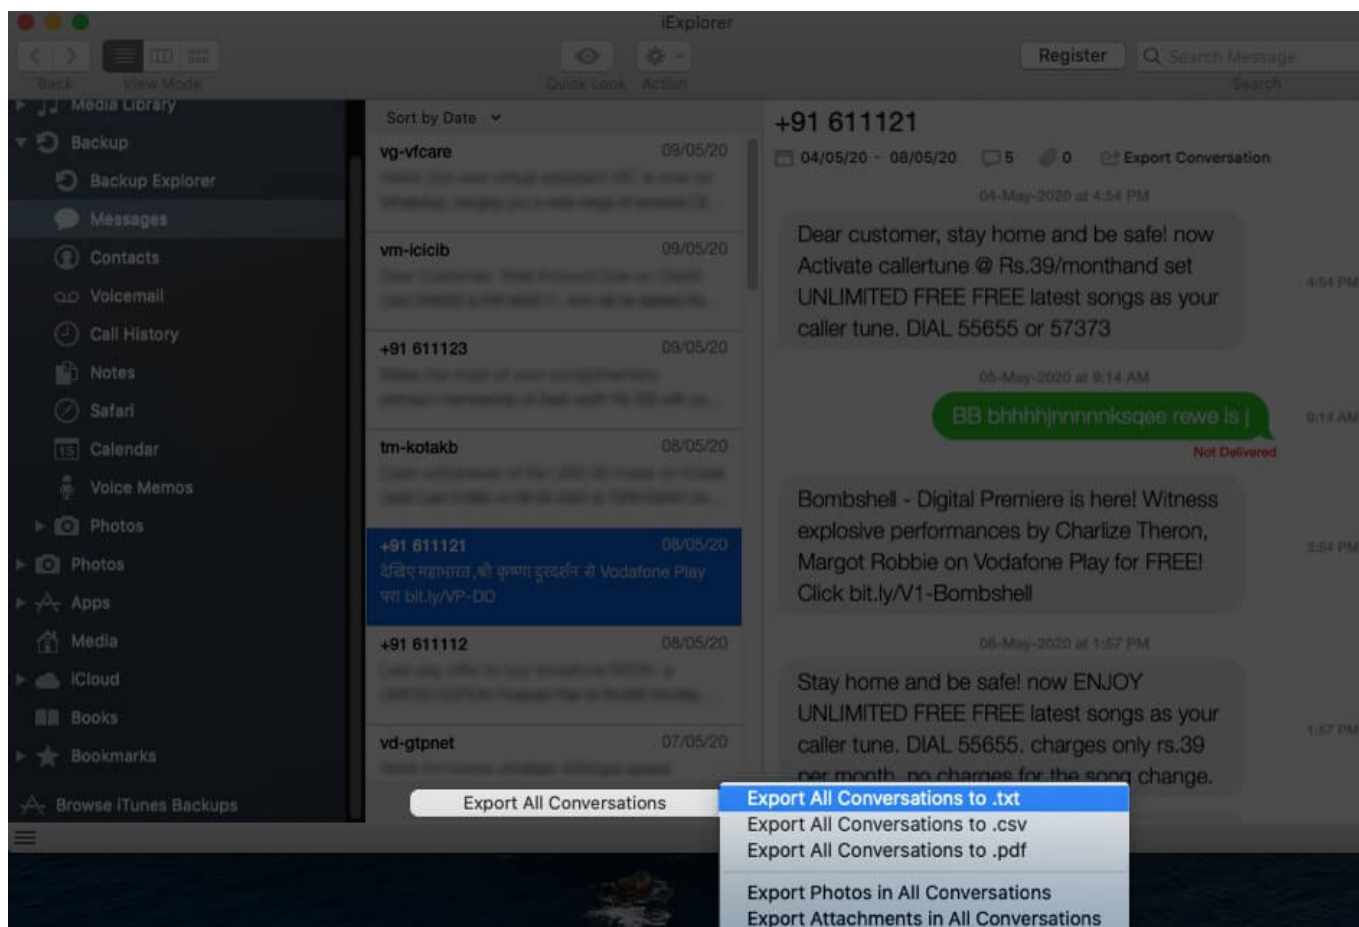 iExplorer
Back
View Mode
Quick Look
Action
Register
Search Message
Search
Media Library
Backup
Backup Explorer
Messages
Contacts
Voicemail
Call History
Notes
Safari
15 Calendar
Voice Memos
Photos
Photos
Apps
Media
iCloud
Books
Bookmarks
Browse iTunes Backups
Sort by Date
vg-vfcare 09/05/20
vm-icicib 09/05/20
+91 611123 09/05/20
tm-kotakb 08/05/20
+91 611121 08/05/20
देखिए महाभारत ,श्री कृष्णा दूरदर्शन से Vodafone Play
पर! bit.ly/VP-DD
+91 611112 08/05/20
vd-gtpnet 07/05/20
+91 611121
04/05/20 - 08/05/20 5 0 Export Conversation
04-May-2020 at 4:54 PM
Dear customer, stay home and be safe! now
Activate callertune @ Rs.39/monthand set
UNLIMITED FREE FREE latest songs as your
caller tune. DIAL 55655 or 57373
4:54 PM
05-May-2020 at 9:14 AM
BB bhhhhjnnnnnksqee rewe is j
9:14 AM
Not Delivered
Bombshell - Digital Premiere is here! Witness
explosive performances by Charlize Theron,
Margot Robbie on Vodafone Play for FREE!
Click bit.ly/V1-Bombshell
2:54 PM
08-May-2020 at 1:57 PM
Stay home and be safe! now ENJOY
UNLIMITED FREE FREE latest songs as your
caller tune. DIAL 55655. charges only rs.39
per month, no charges for the song change.
1:57 PM
Export All Conversations
Export All Conversations to .txt
Export All Conversations to .csv
Export All Conversations to .pdf
Export Photos in All Conversations
Export Attachments in All Conversations